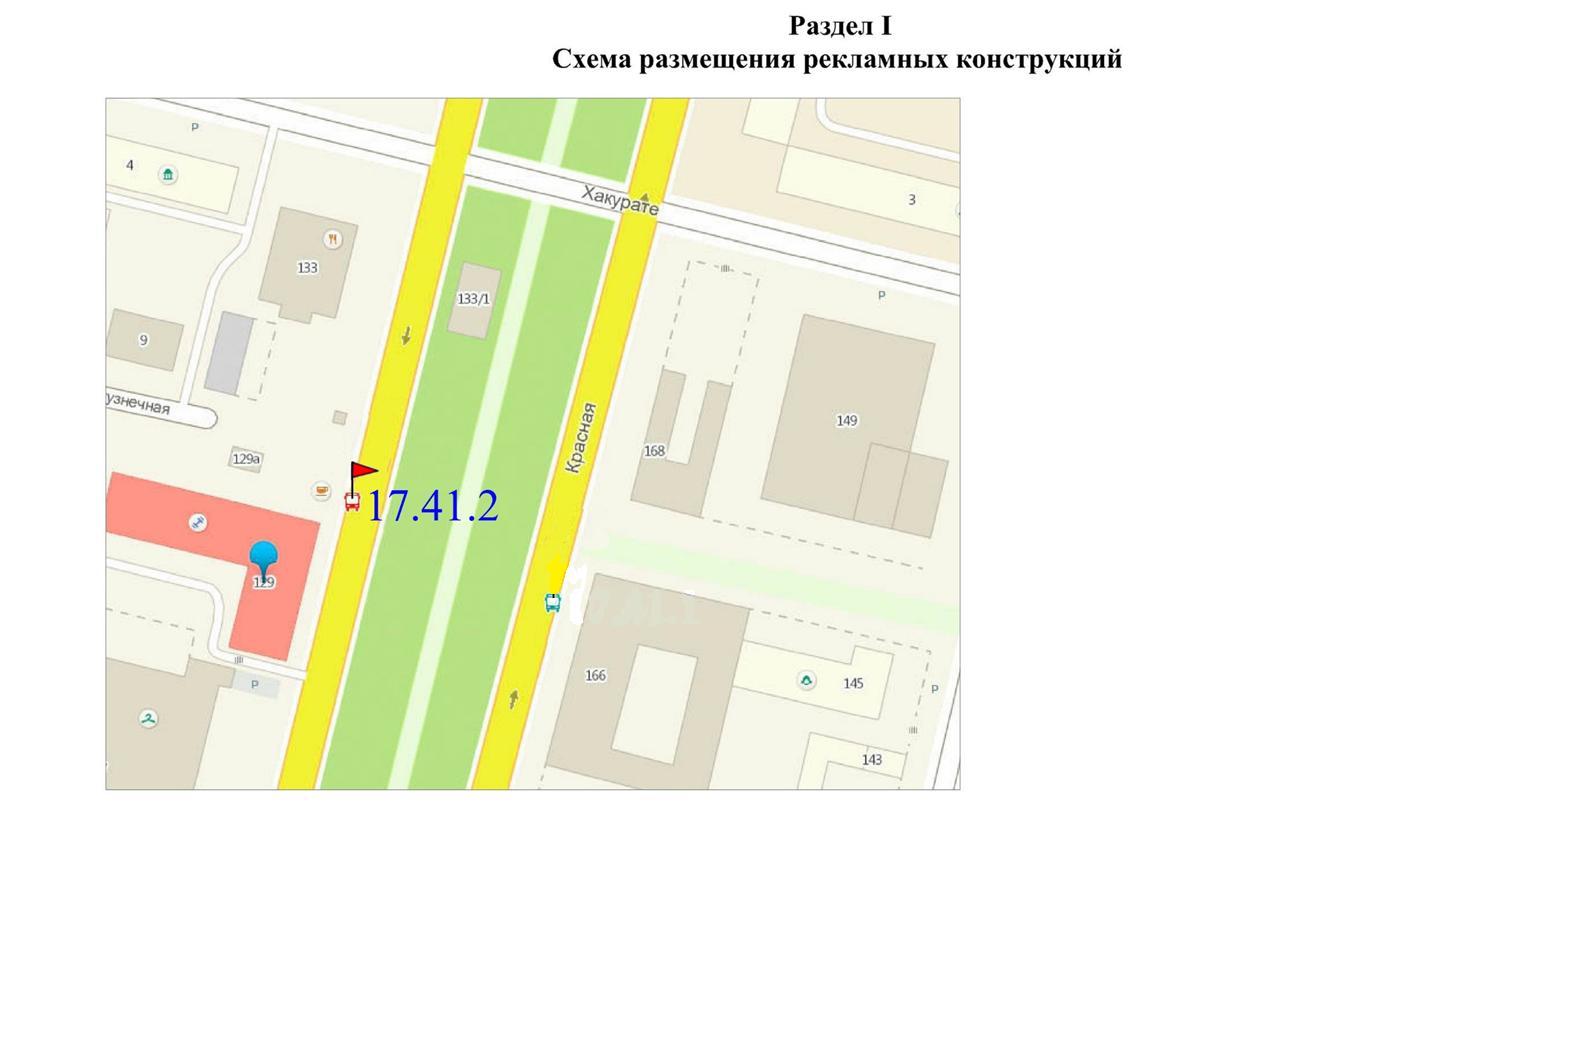 Раздел I
Схема размещения рекламных конструкций
P
4
Хакурате
3
133
133/1
P
9
узнечная
Красная
149
129а
168
17.41.2
129
166
145
P
P
143